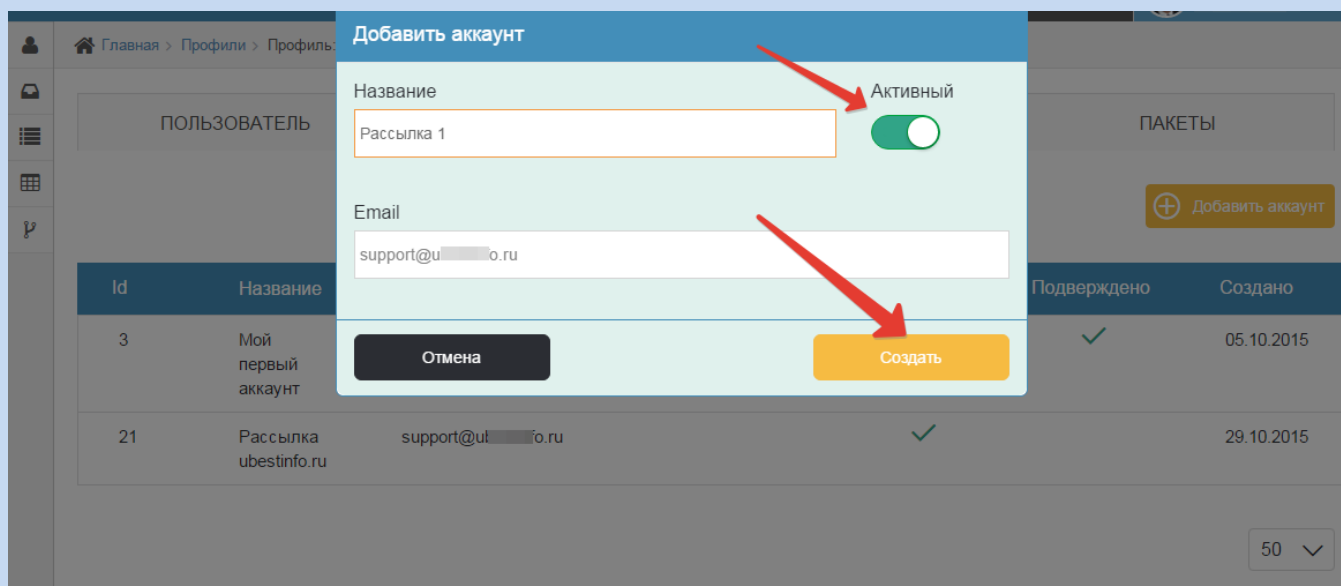 Добавить аккаунт
Главная > Профили > Профиль:
Название
Активный
Рассылка 1
ПОЛЬЗОВАТЕЛЬ
ПАКЕТЫ
Email
Добавить аккаунт
support@u o.ru
Id
Название
Подверждено
Создано
Отмена
Создать
3
Мой
первый
аккаунт
05.10.2015
21
Рассылка
ubestinfo.ru
support@u fo.ru
29.10.2015
50